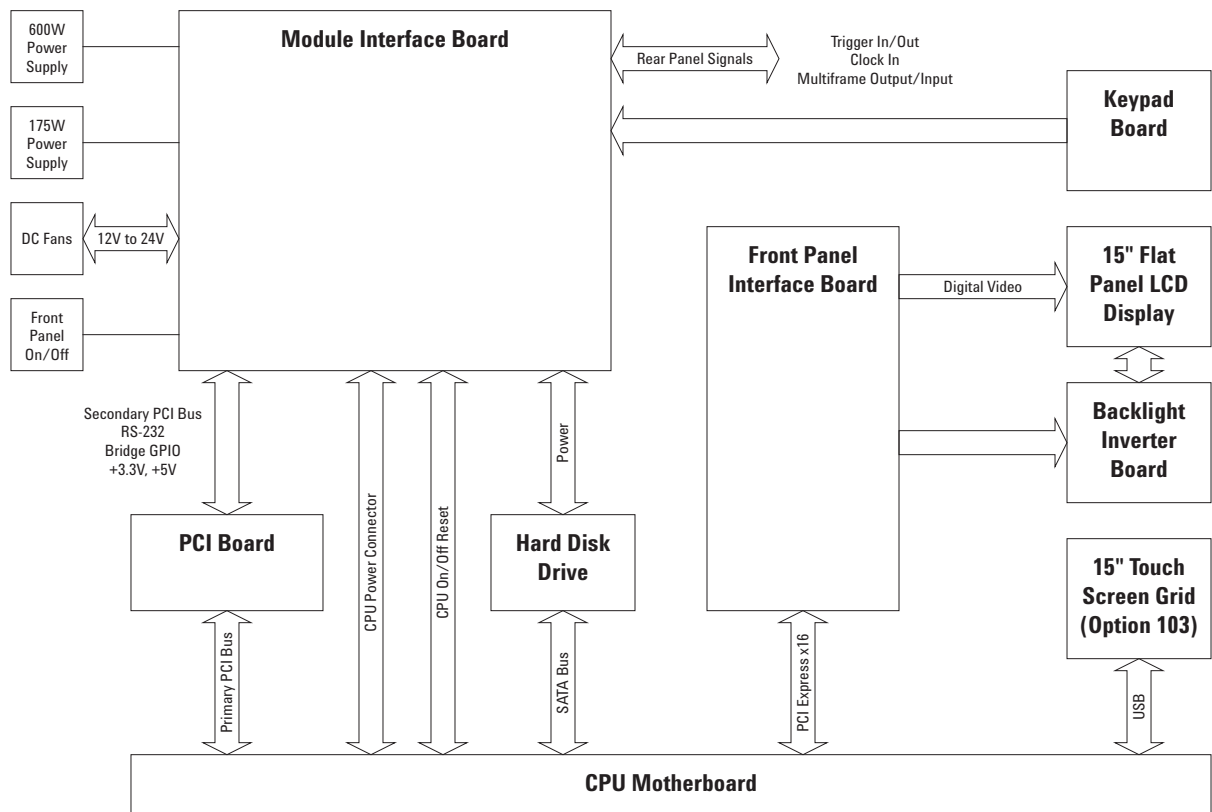 600W
Power
Supply
Module Interface Board
Rear Panel Signals
Trigger In/Out
Clock In
Multiframe Output/Input
Keypad
Board
175W
Power
Supply
DC Fans
12V to 24V
Front
Panel
On/Off
Front Panel
Interface Board
Digital Video
15" Flat
Panel LCD
Display
Backlight
Inverter
Board
Secondary PCI Bus
RS-232
Bridge GPIO
+3.3V, +5V
CPU Power Connector
CPU On/Off Reset
Power
PCI Board
Hard Disk
Drive
15" Touch
Screen Grid
(Option 103)
Primary PCI Bus
SATA Bus
PCI Express x16
USB
CPU Motherboard